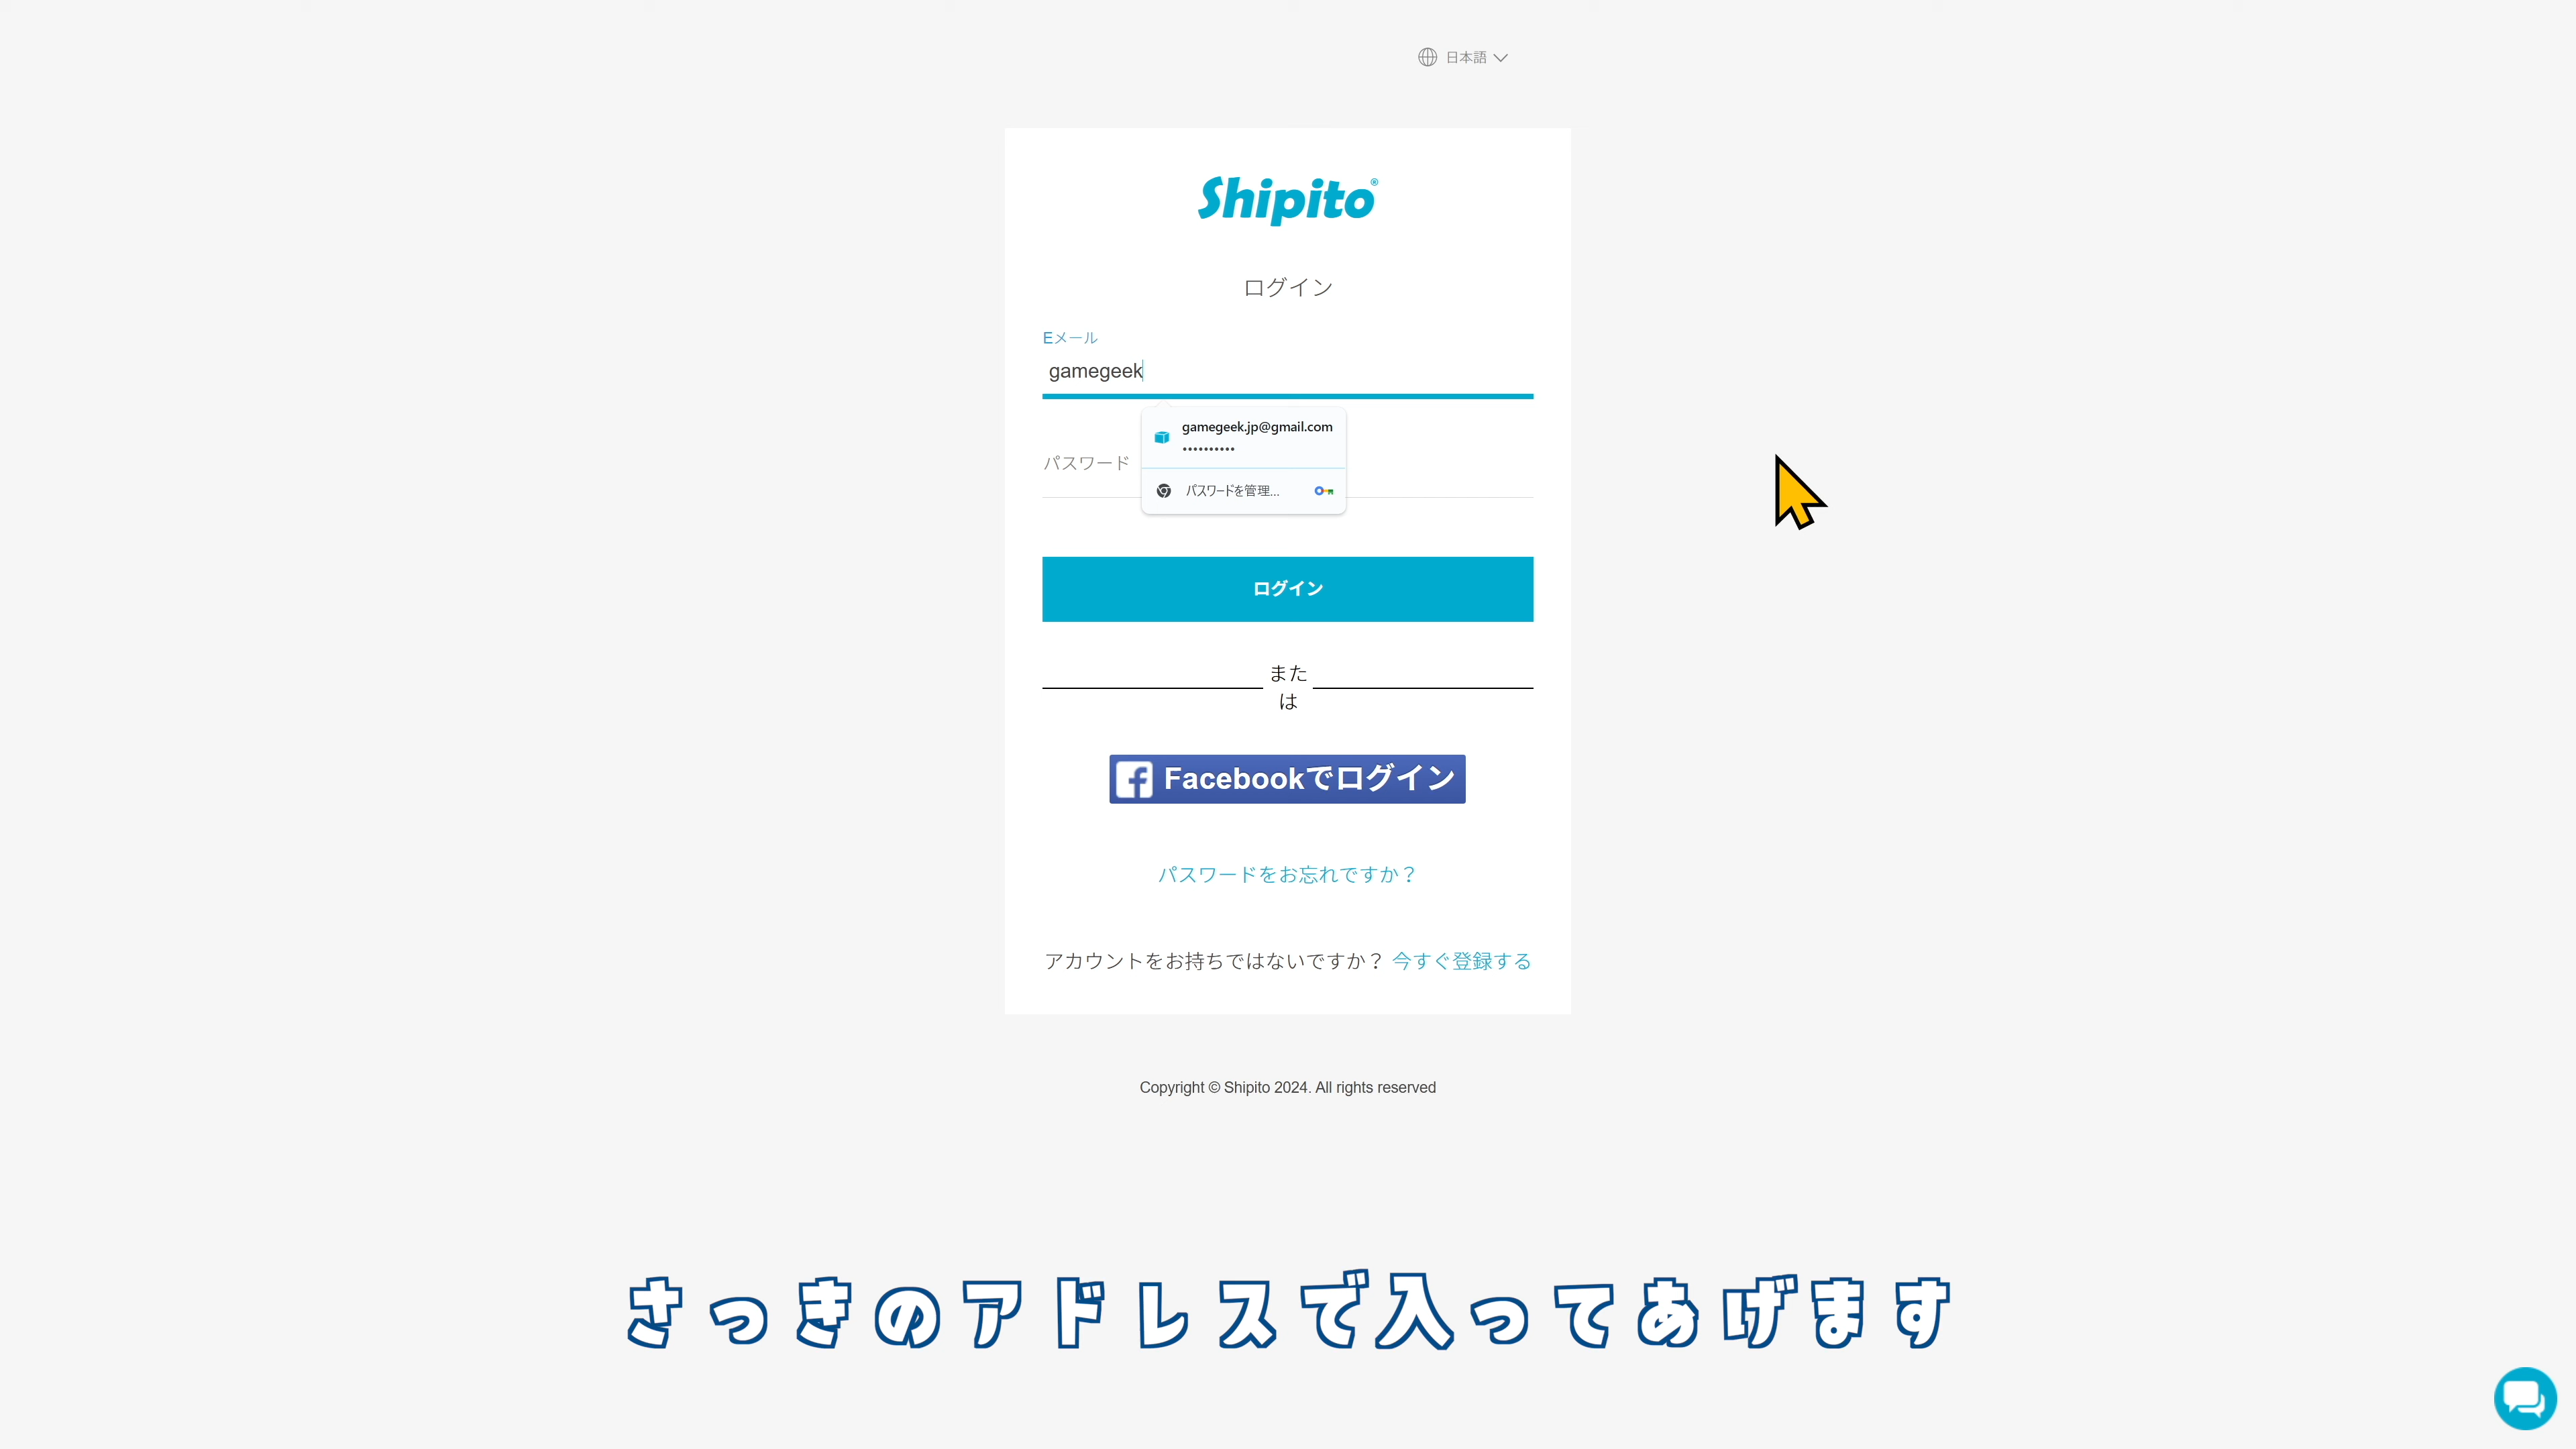 日本語
Shipito®
ログイン
Eメール
gamegeek
gamegeek.jp@gmail.com
••••••••••
パスワード
パスワードを管理...
ログイン
また
は
Facebookでログイン
パスワードをお忘れですか？
アカウントをお持ちではないですか？ 今すぐ登録する
Copyright © Shipito 2024. All rights reserved
さっきのアドレスで入ってあげます